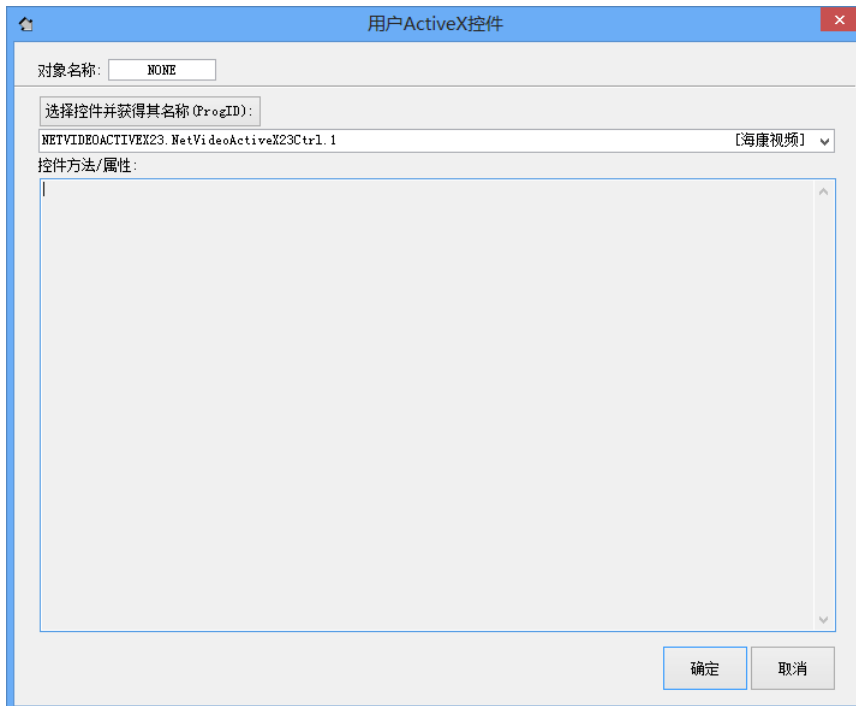 用户ActiveX控件
对象名称: NONE
选择控件并获得其名称(ProgID):
NETVIDEOACTIVEX23.NetVideoActiveX23Ctrl.1 [海康视频]
控件方法/属性:
确定 取消